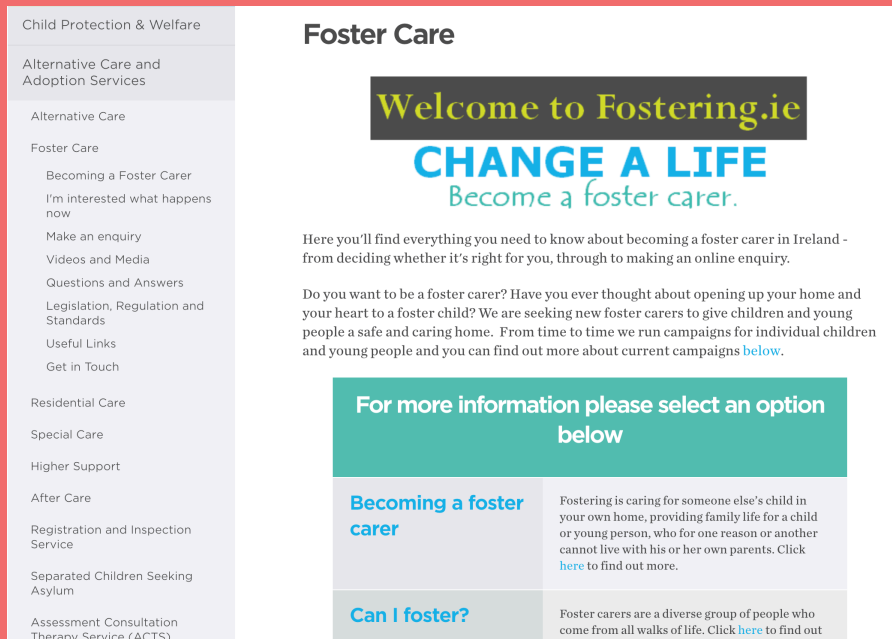 Child Protection & Welfare
Alternative Care and
Adoption Services
Alternative Care
Foster Care
Becoming a Foster Carer
I'm interested what happens
now
Make an enquiry
Videos and Media
Questions and Answers
Legislation, Regulation and
Standards
Useful Links
Get in Touch
Residential Care
Special Care
Higher Support
After Care
Registration and Inspection
Service
Separated Children Seeking
Asylum
Assessment Consultation
Therapy Service (ACTS)
Foster Care
Welcome to Fostering.ie
CHANGE A LIFE
Become a foster carer.
Here you'll find everything you need to know about becoming a foster carer in Ireland -
from deciding whether it's right for you, through to making an online enquiry.
Do you want to be a foster carer? Have you ever thought about opening up your home and
your heart to a foster child? We are seeking new foster carers to give children and young
people a safe and caring home.  From time to time we run campaigns for individual children
and young people and you can find out more about current campaigns below.
For more information please select an option
below
Becoming a foster
carer
Fostering is caring for someone else’s child in
your own home, providing family life for a child
or young person, who for one reason or another
cannot live with his or her own parents. Click
here to find out more.
Can I foster?
Foster carers are a diverse group of people who
come from all walks of life. Click here to find out